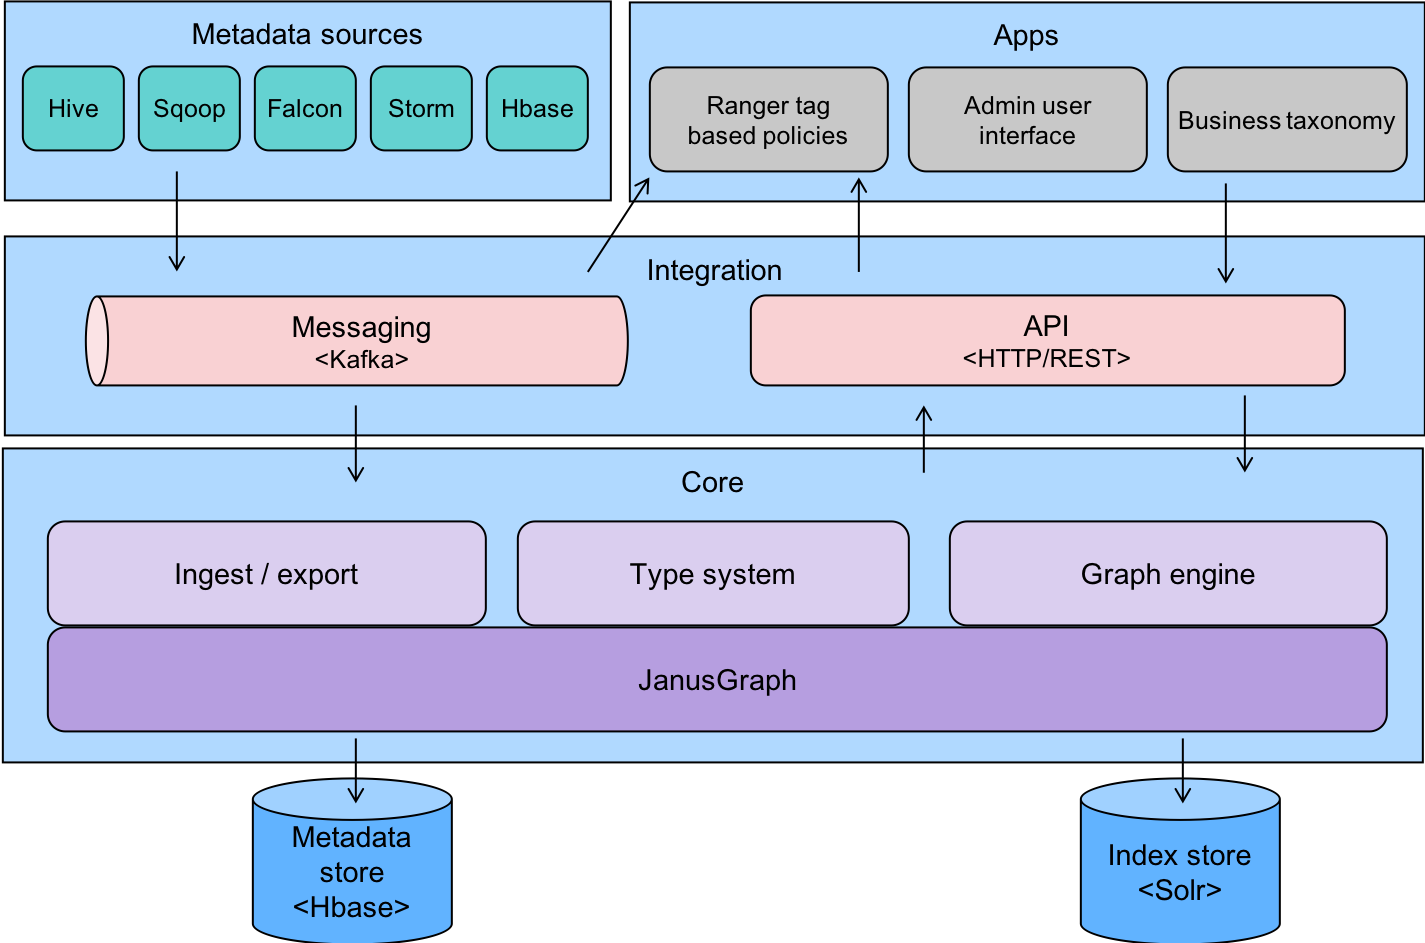 Metadata sources
Hive
Sqoop
Falcon
Storm
Hbase
Apps
Ranger tag
based policies
Admin user
interface
Business taxonomy
Integration
Messaging
<Kafka>
API
<HTTP/REST>
Core
Ingest / export
Type system
Graph engine
JanusGraph
Metadata
store
<Hbase>
Index store
<Solr>